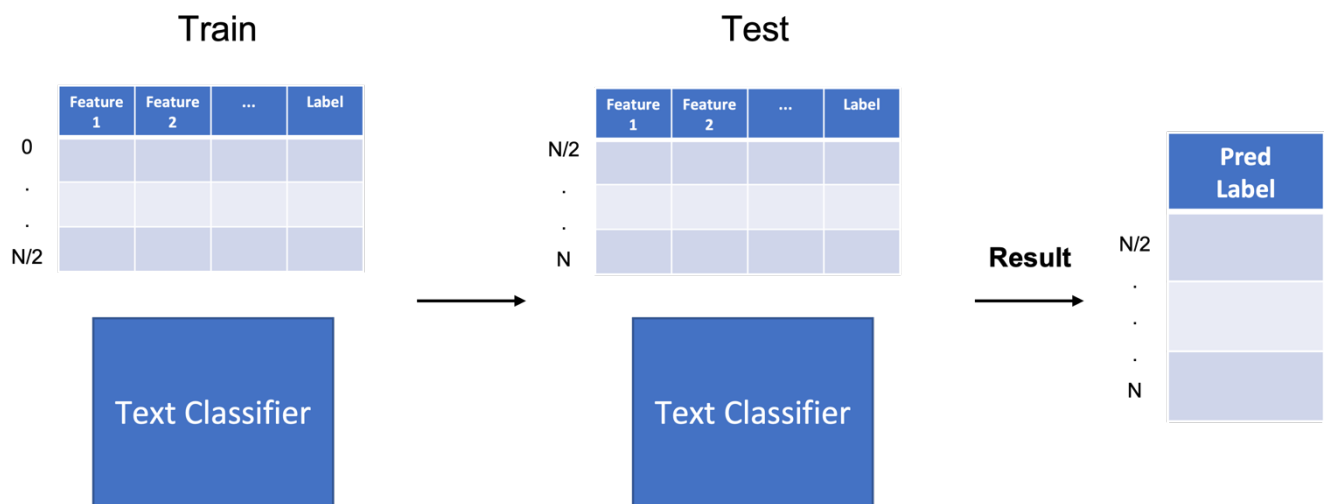 Train
Test
Feature 1
Feature 2
...
Label
0
.
.
N/2
Feature 1
Feature 2
...
Label
N/2
.
.
N
Result
Pred
Label
N/2
.
.
.
N
Text Classifier
Text Classifier